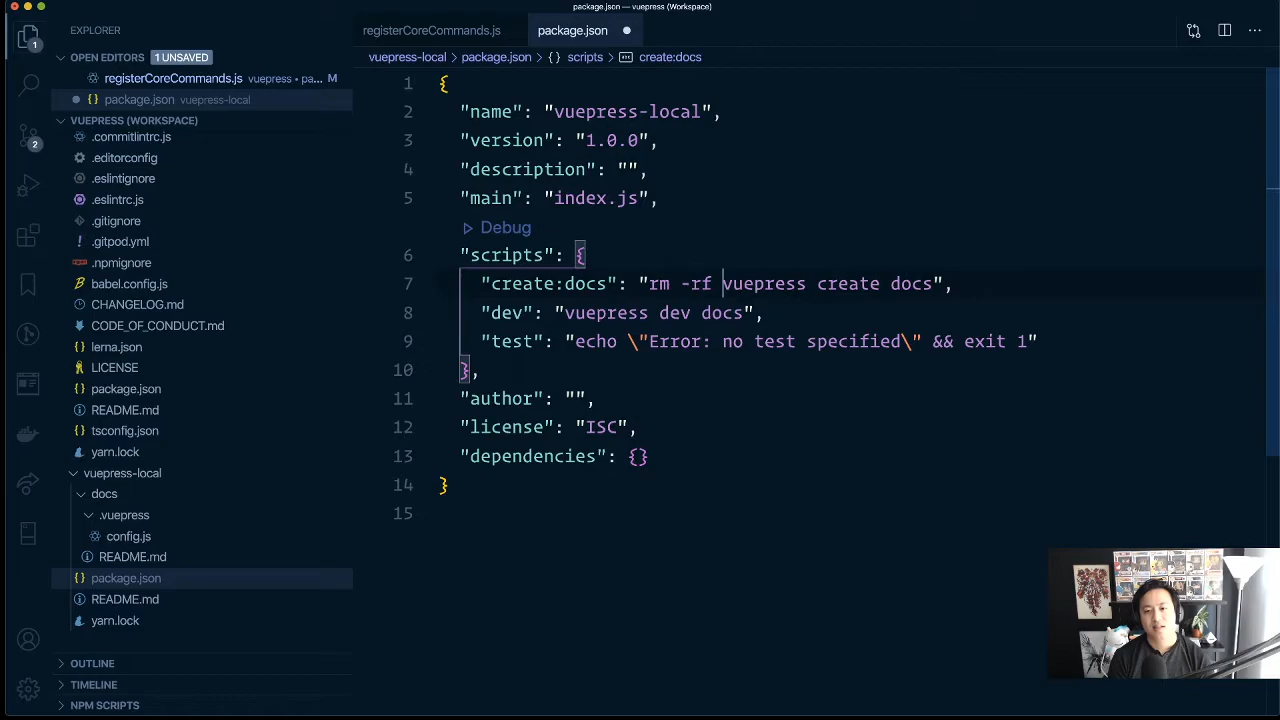 package.json — vuepress (Workspace)
EXPLORER
registerCoreCommands.js
package.json
1
OPEN EDITORS
1 UNSAVED
vuepress-local
package.json
{} scripts
create:docs
registerCoreCommands.js vuepress • pa... M
{} package.json vuepress-local
VUEPRESS (WORKSPACE)
.commitlintrc.js
.editorconfig
.eslintignore
.eslintrc.js
.gitignore
.gitpod.yml
.npmignore
babel.config.js
CHANGELOG.md
CODE_OF_CONDUCT.md
{} lerna.json
LICENSE
{} package.json
README.md
{} tsconfig.json
yarn.lock
vuepress-local
docs
.vuepress
config.js
README.md
{} package.json
README.md
yarn.lock
OUTLINE
TIMELINE
NPM SCRIPTS
2
1 {
2 "name": "vuepress-local",
3 "version": "1.0.0",
4 "description": "",
5 "main": "index.js",
Debug
6 "scripts": {
7 "create:docs": "rm -rf vuepress create docs",
8 "dev": "vuepress dev docs",
9 "test": "echo \"Error: no test specified\" && exit 1"
10 },
11 "author": "",
12 "license": "ISC",
13 "dependencies": {}
14 }
15